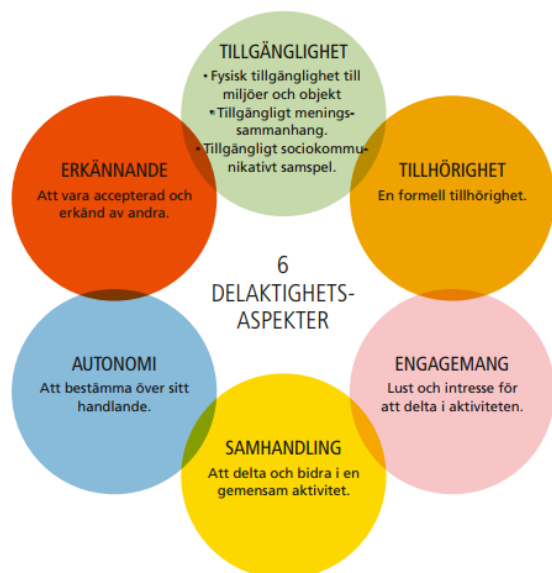 TILLGÄNGLIGHET
• Fysisk tillgänglighet till
miljöer och objekt
• Tillgängligt menings-
sammanhang.
• Tillgängligt sociokommu-
nikativt samspel.
TILLHÖRIGHET
En formell tillhörighet.
ENGAGEMANG
Lust och intresse för
att delta i aktiviteten.
SAMHANDLING
Att delta och bidra i en
gemensam aktivitet.
AUTONOMI
Att bestämma över sitt
handlande.
ERKÄNNANDE
Att vara accepterad och
erkänd av andra.
6
DELAKTIGHETS-
ASPEKTER